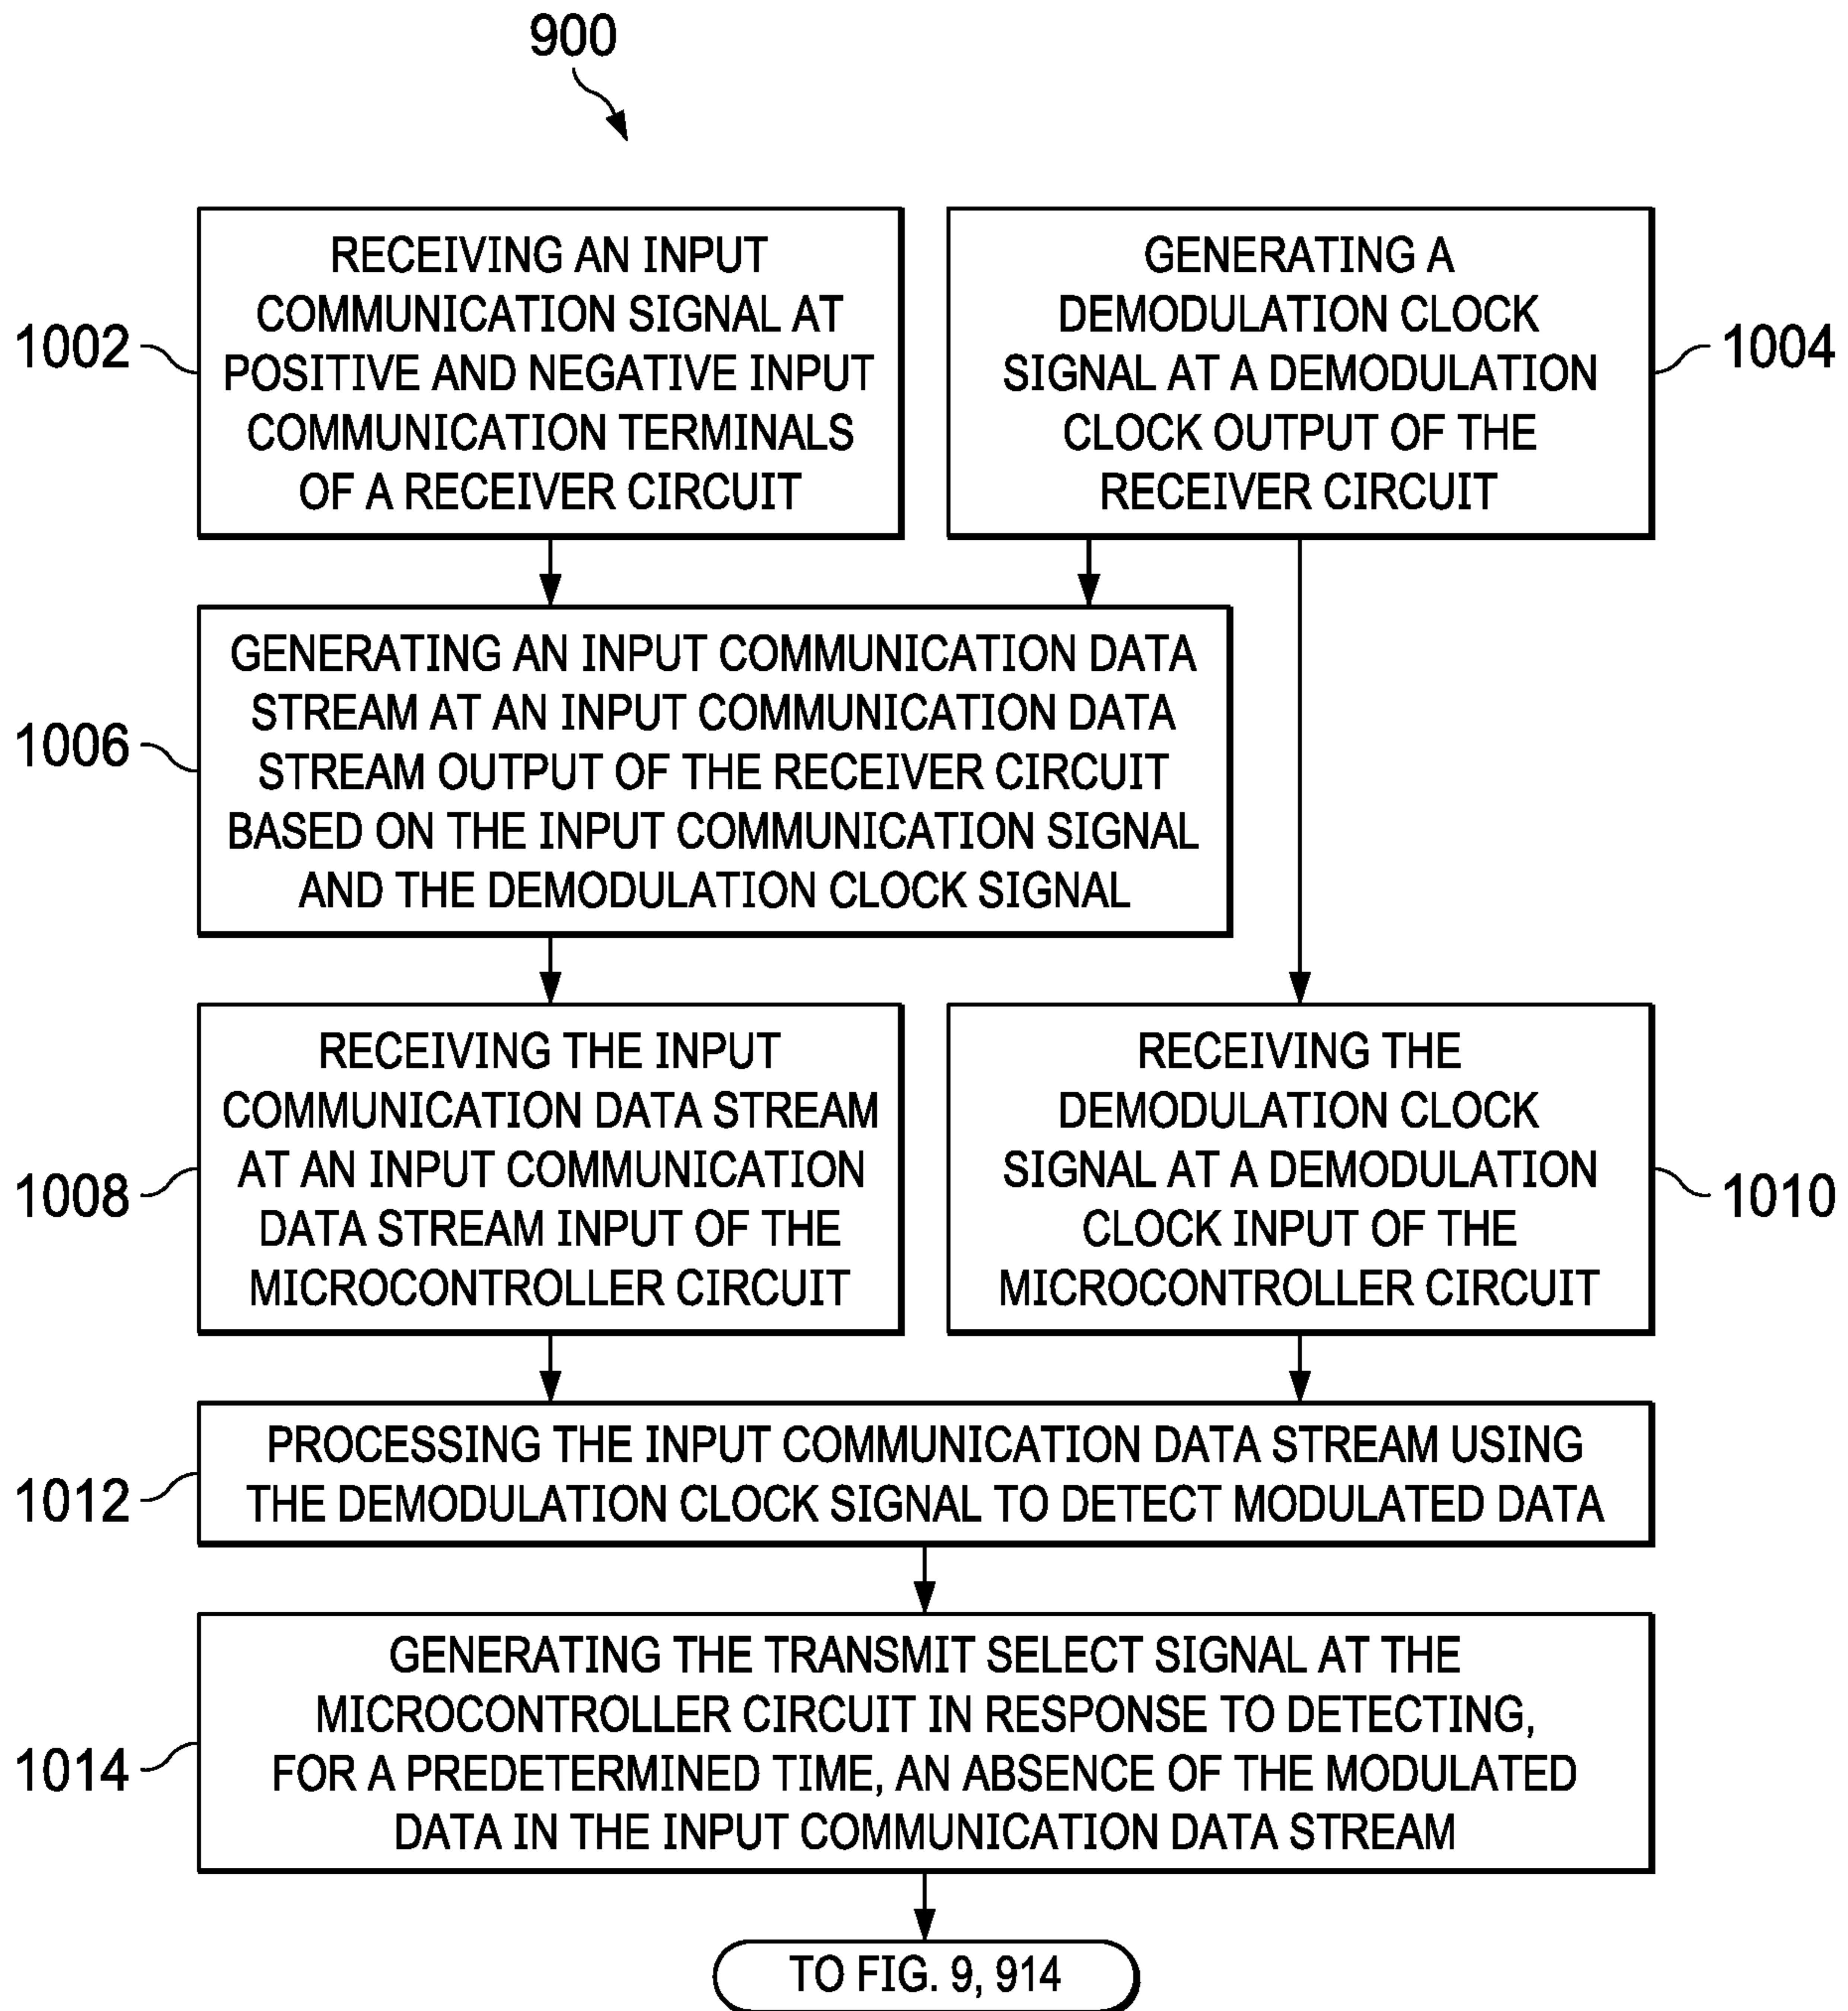 900
1002
RECEIVING AN INPUT
COMMUNICATION SIGNAL AT
POSITIVE AND NEGATIVE INPUT
COMMUNICATION TERMINALS
OF A RECEIVER CIRCUIT
GENERATING A
DEMODULATION CLOCK
SIGNAL AT A DEMODULATION
CLOCK OUTPUT OF THE
RECEIVER CIRCUIT
1004
1006
GENERATING AN INPUT COMMUNICATION DATA
STREAM AT AN INPUT COMMUNICATION DATA
STREAM OUTPUT OF THE RECEIVER CIRCUIT
BASED ON THE INPUT COMMUNICATION SIGNAL
AND THE DEMODULATION CLOCK SIGNAL
1008
RECEIVING THE INPUT
COMMUNICATION DATA STREAM
AT AN INPUT COMMUNICATION
DATA STREAM INPUT OF THE
MICROCONTROLLER CIRCUIT
RECEIVING THE
DEMODULATION CLOCK
SIGNAL AT A DEMODULATION
CLOCK INPUT OF THE
MICROCONTROLLER CIRCUIT
1010
1012
PROCESSING THE INPUT COMMUNICATION DATA STREAM USING
THE DEMODULATION CLOCK SIGNAL TO DETECT MODULATED DATA
1014
GENERATING THE TRANSMIT SELECT SIGNAL AT THE
MICROCONTROLLER CIRCUIT IN RESPONSE TO DETECTING,
FOR A PREDETERMINED TIME, AN ABSENCE OF THE MODULATED
DATA IN THE INPUT COMMUNICATION DATA STREAM
TO FIG. 9, 914